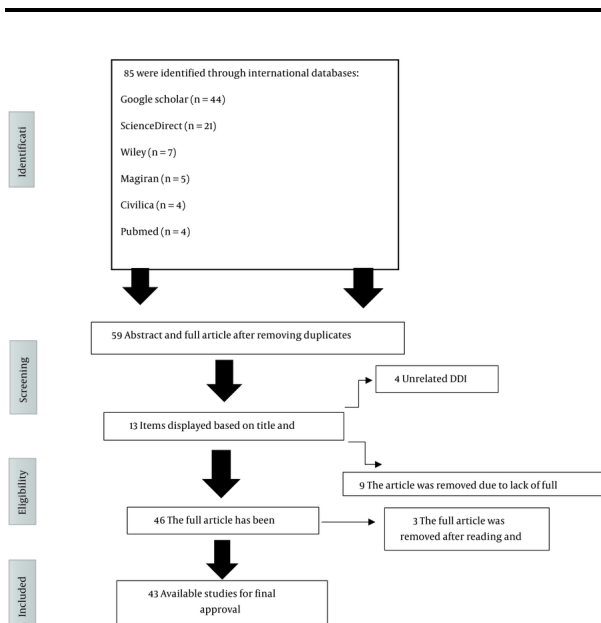 85 were identified through international databases:
Google scholar (n = 44)
ScienceDirect (n = 21)
Wiley (n = 7)
Magiran (n = 5)
Civilica (n = 4)
Pubmed (n = 4)
Identificati
59 Abstract and full article after removing duplicates
Screening
4 Unrelated DDI
13 Items displayed based on title and
9 The article was removed due to lack of full
Eligibility
46 The full article has been
3 The full article was
removed after reading and
Included
43 Available studies for final
approval